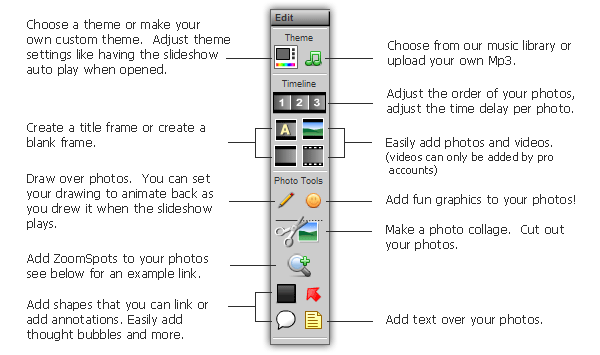 Choose a theme or make your
own custom theme.  Adjust theme
settings like having the slideshow
auto play when opened.
Edit
Theme
Choose from our music library or
upload your own Mp3.
Timeline
1 2 3
Adjust the order of your photos,
adjust the time delay per photo.
Create a title frame or create a
blank frame.
A
Easily add photos and videos.
(videos can only be added by pro
accounts)
Draw over photos.  You can set
your drawing to animate back as
you drew it when the slideshow
plays.
Photo Tools
Add fun graphics to your photos!
Make a photo collage.  Cut out
your photos.
Add ZoomSpots to your photos
see below for an example link.
Add shapes that you can link or
add annotations. Easily add
thought bubbles and more.
Add text over your photos.